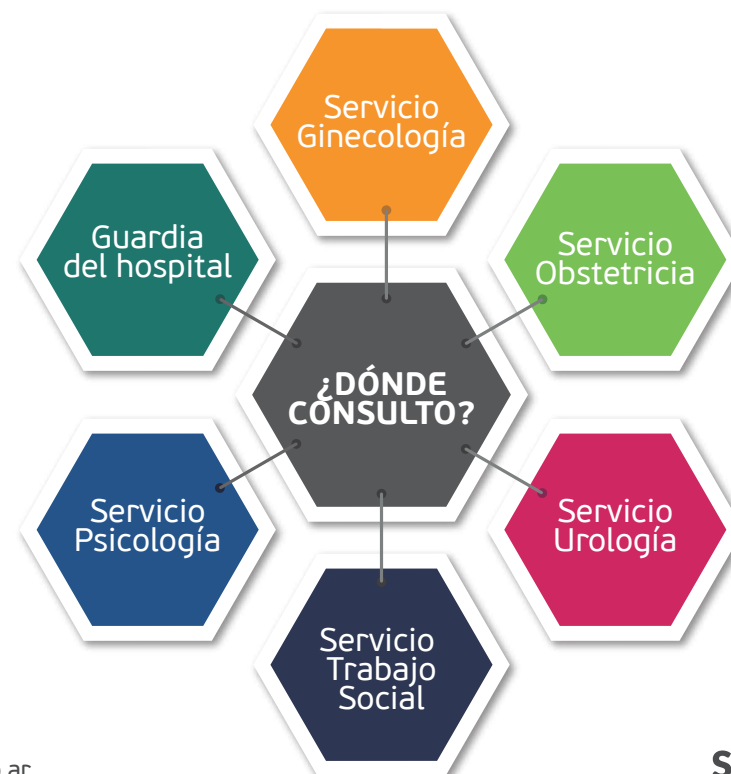 Servicio
Ginecología
Guardia
del hospital
Servicio
Obstetricia
¿DÓNDE
CONSULTO?
Servicio
Psicología
Servicio
Urología
Servicio
Trabajo
Social